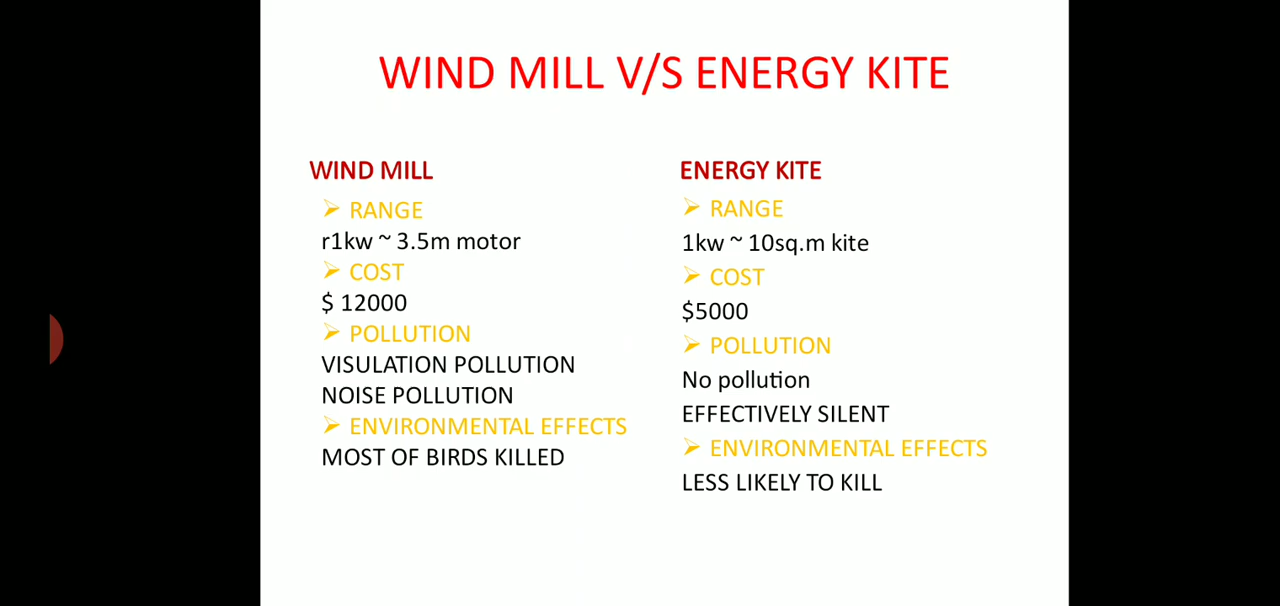 WIND MILL V/S ENERGY KITE
WIND MILL
RANGE
r1kw ~ 3.5m motor
COST
$ 12000
POLLUTION
VISULATION POLLUTION
NOISE POLLUTION
ENVIRONMENTAL EFFECTS
MOST OF BIRDS KILLED
ENERGY KITE
RANGE
1kw ~ 10sq.m kite
COST
$5000
POLLUTION
No pollution
EFFECTIVELY SILENT
ENVIRONMENTAL EFFECTS
LESS LIKELY TO KILL